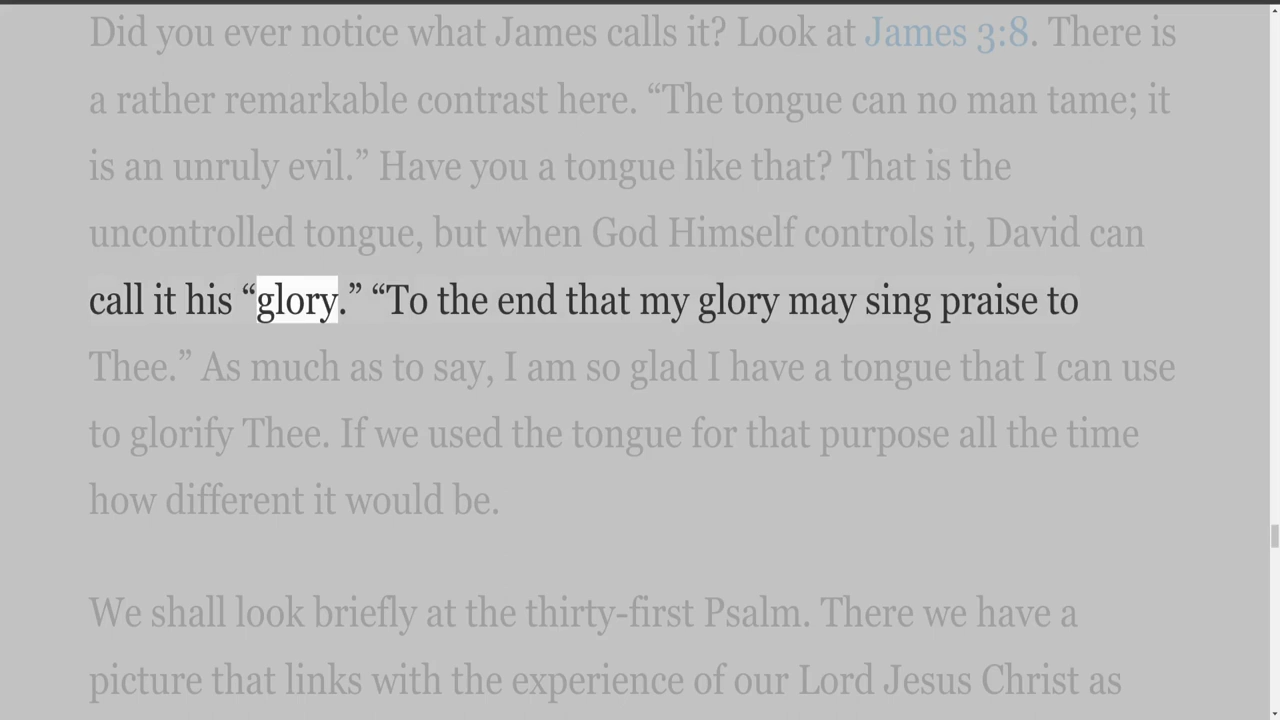 Did you ever notice what James calls it? Look at James 3:8. There is
a rather remarkable contrast here. “The tongue can no man tame; it
is an unruly evil.” Have you a tongue like that? That is the
uncontrolled tongue, but when God Himself controls it, David can
call it his “glory.” “To the end that my glory may sing praise to
Thee.” As much as to say, I am so glad I have a tongue that I can use
to glorify Thee. If we used the tongue for that purpose all the time
how different it would be.
We shall look briefly at the thirty-first Psalm. There we have a
picture that links with the experience of our Lord Jesus Christ as